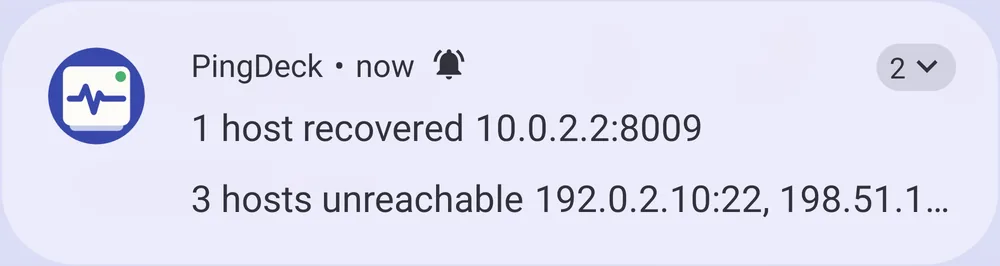 PingDeck • now
2
1 host recovered 10.0.2.2:8009
3 hosts unreachable 192.0.2.10:22, 198.51.1…